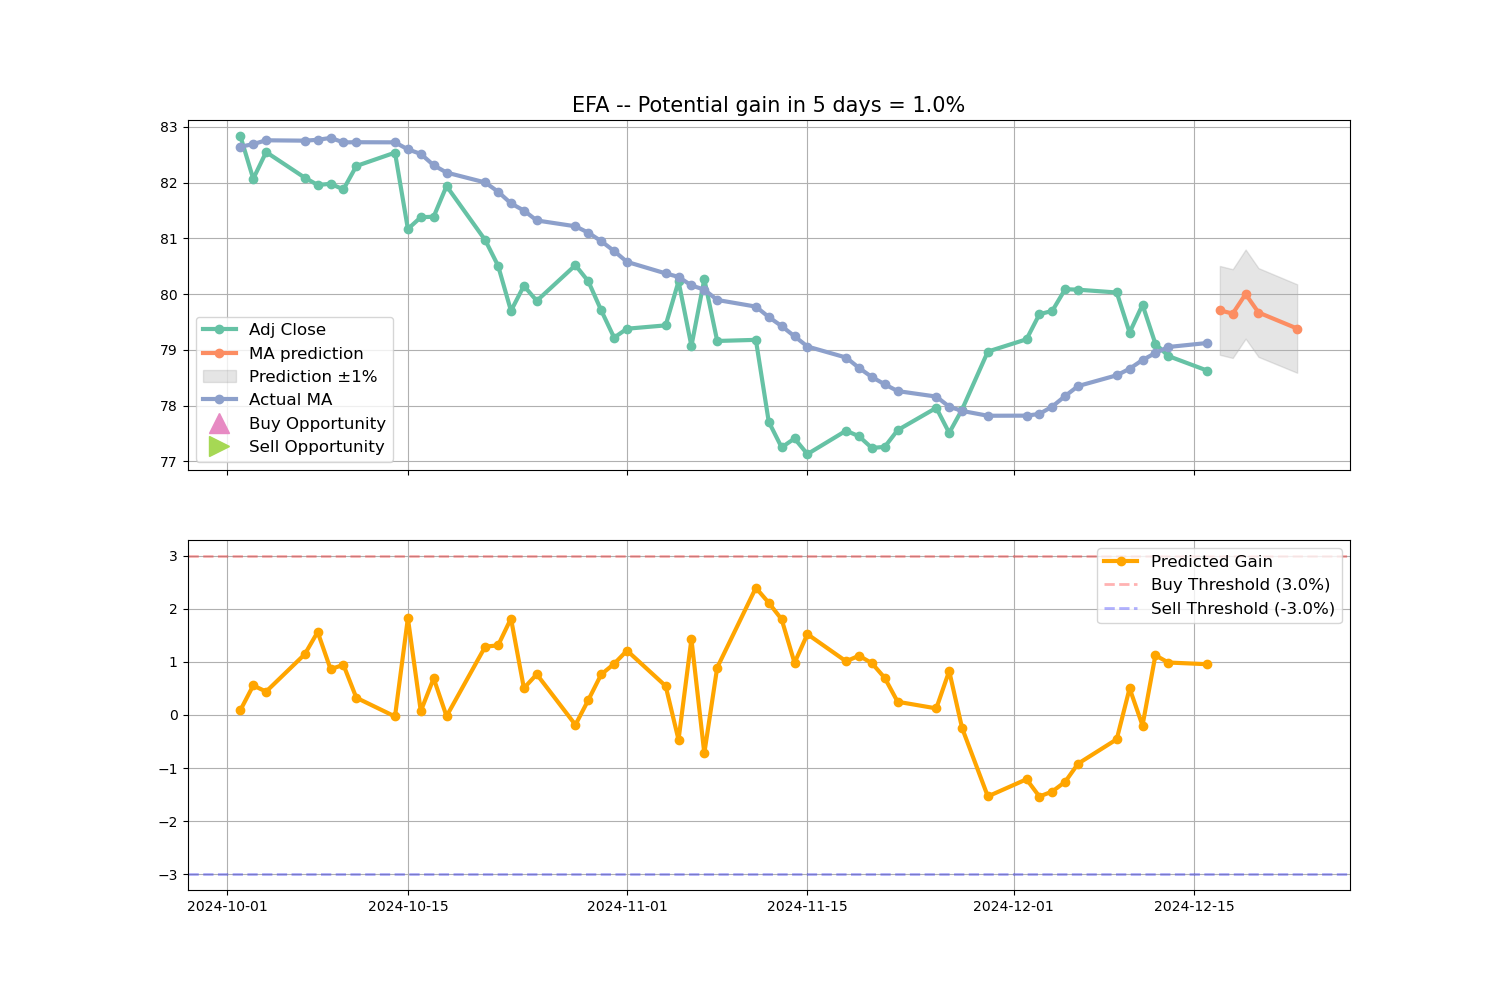 EFA -- Potential gain in 5 days = 1.0%
83
82
81
80
79
78
77
Adj Close
MA prediction
Prediction ±1%
Actual MA
Buy Opportunity
Sell Opportunity
3
2
1
0
−1
−2
−3
Predicted Gain
Buy Threshold (3.0%)
Sell Threshold (-3.0%)
2024-10-01 2024-10-15 2024-11-01 2024-11-15 2024-12-01 2024-12-15